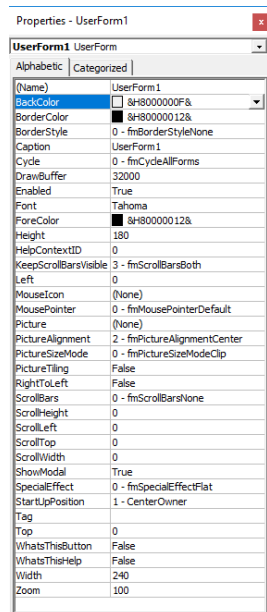 Properties - UserForm1
x
UserForm1 UserForm
Alphabetic Categorized
(Name) UserForm1
BackColor &H8000000F&
BorderColor &H80000012&
BorderStyle 0 - fmBorderStyleNone
Caption UserForm1
Cycle 0 - fmCycleAllForms
DrawBuffer 32000
Enabled True
Font Tahoma
ForeColor &H80000012&
Height 180
HelpContextID 0
KeepScrollBarsVisible 3 - fmScrollBarsBoth
Left 0
MouseIcon (None)
MousePointer 0 - fmMousePointerDefault
Picture (None)
PictureAlignment 2 - fmPictureAlignmentCenter
PictureSizeMode 0 - fmPictureSizeModeClip
PictureTiling False
RightToLeft False
ScrollBars 0 - fmScrollBarsNone
ScrollHeight 0
ScrollLeft 0
ScrollTop 0
ScrollWidth 0
ShowModal True
SpecialEffect 0 - fmSpecialEffectFlat
StartUpPosition 1 - CenterOwner
Tag
Top 0
WhatsThisButton False
WhatsThisHelp False
Width 240
Zoom 100